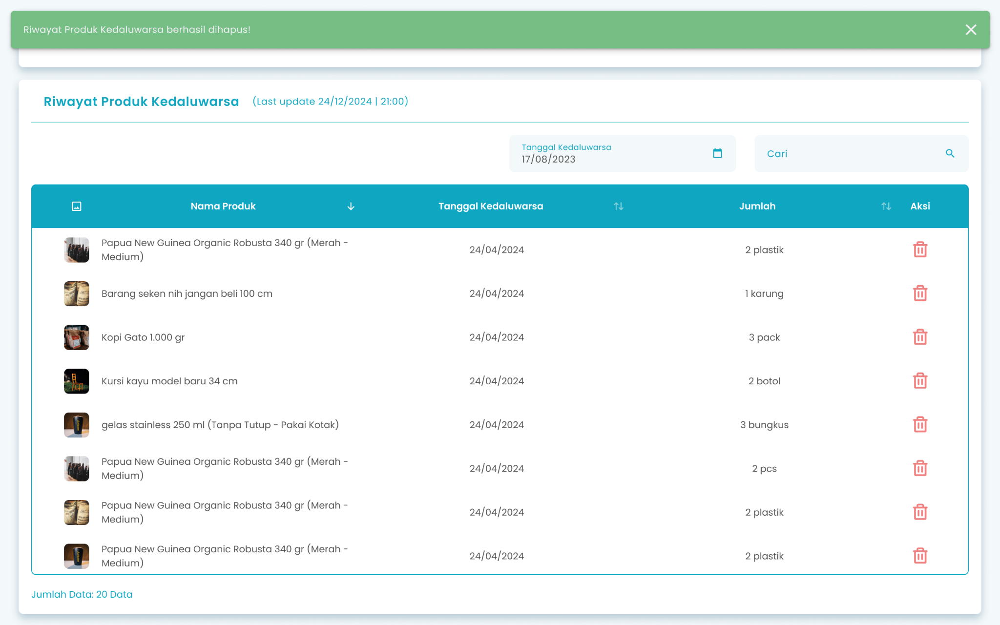 Riwayat Produk Kedaluwarsa berhasil dihapus!
Riwayat Produk Kedaluwarsa (Last update 24/12/2024 | 21:00)
Tanggal Kedaluwarsa
17/08/2023
Cari
Nama Produk Tanggal Kedaluwarsa Jumlah Aksi
Papua New Guinea Organic Robusta 340 gr (Merah -
Medium)
24/04/2024 2 plastik
Barang seken nih jangan beli 100 cm 24/04/2024 1 karung
Kopi Gato 1.000 gr 24/04/2024 3 pack
Kursi kayu model baru 34 cm 24/04/2024 2 botol
gelas stainless 250 ml (Tanpa Tutup - Pakai Kotak) 24/04/2024 3 bungkus
Papua New Guinea Organic Robusta 340 gr (Merah -
Medium)
24/04/2024 2 pcs
Papua New Guinea Organic Robusta 340 gr (Merah -
Medium)
24/04/2024 2 plastik
Papua New Guinea Organic Robusta 340 gr (Merah -
Medium)
24/04/2024 2 plastik
Jumlah Data: 20 Data